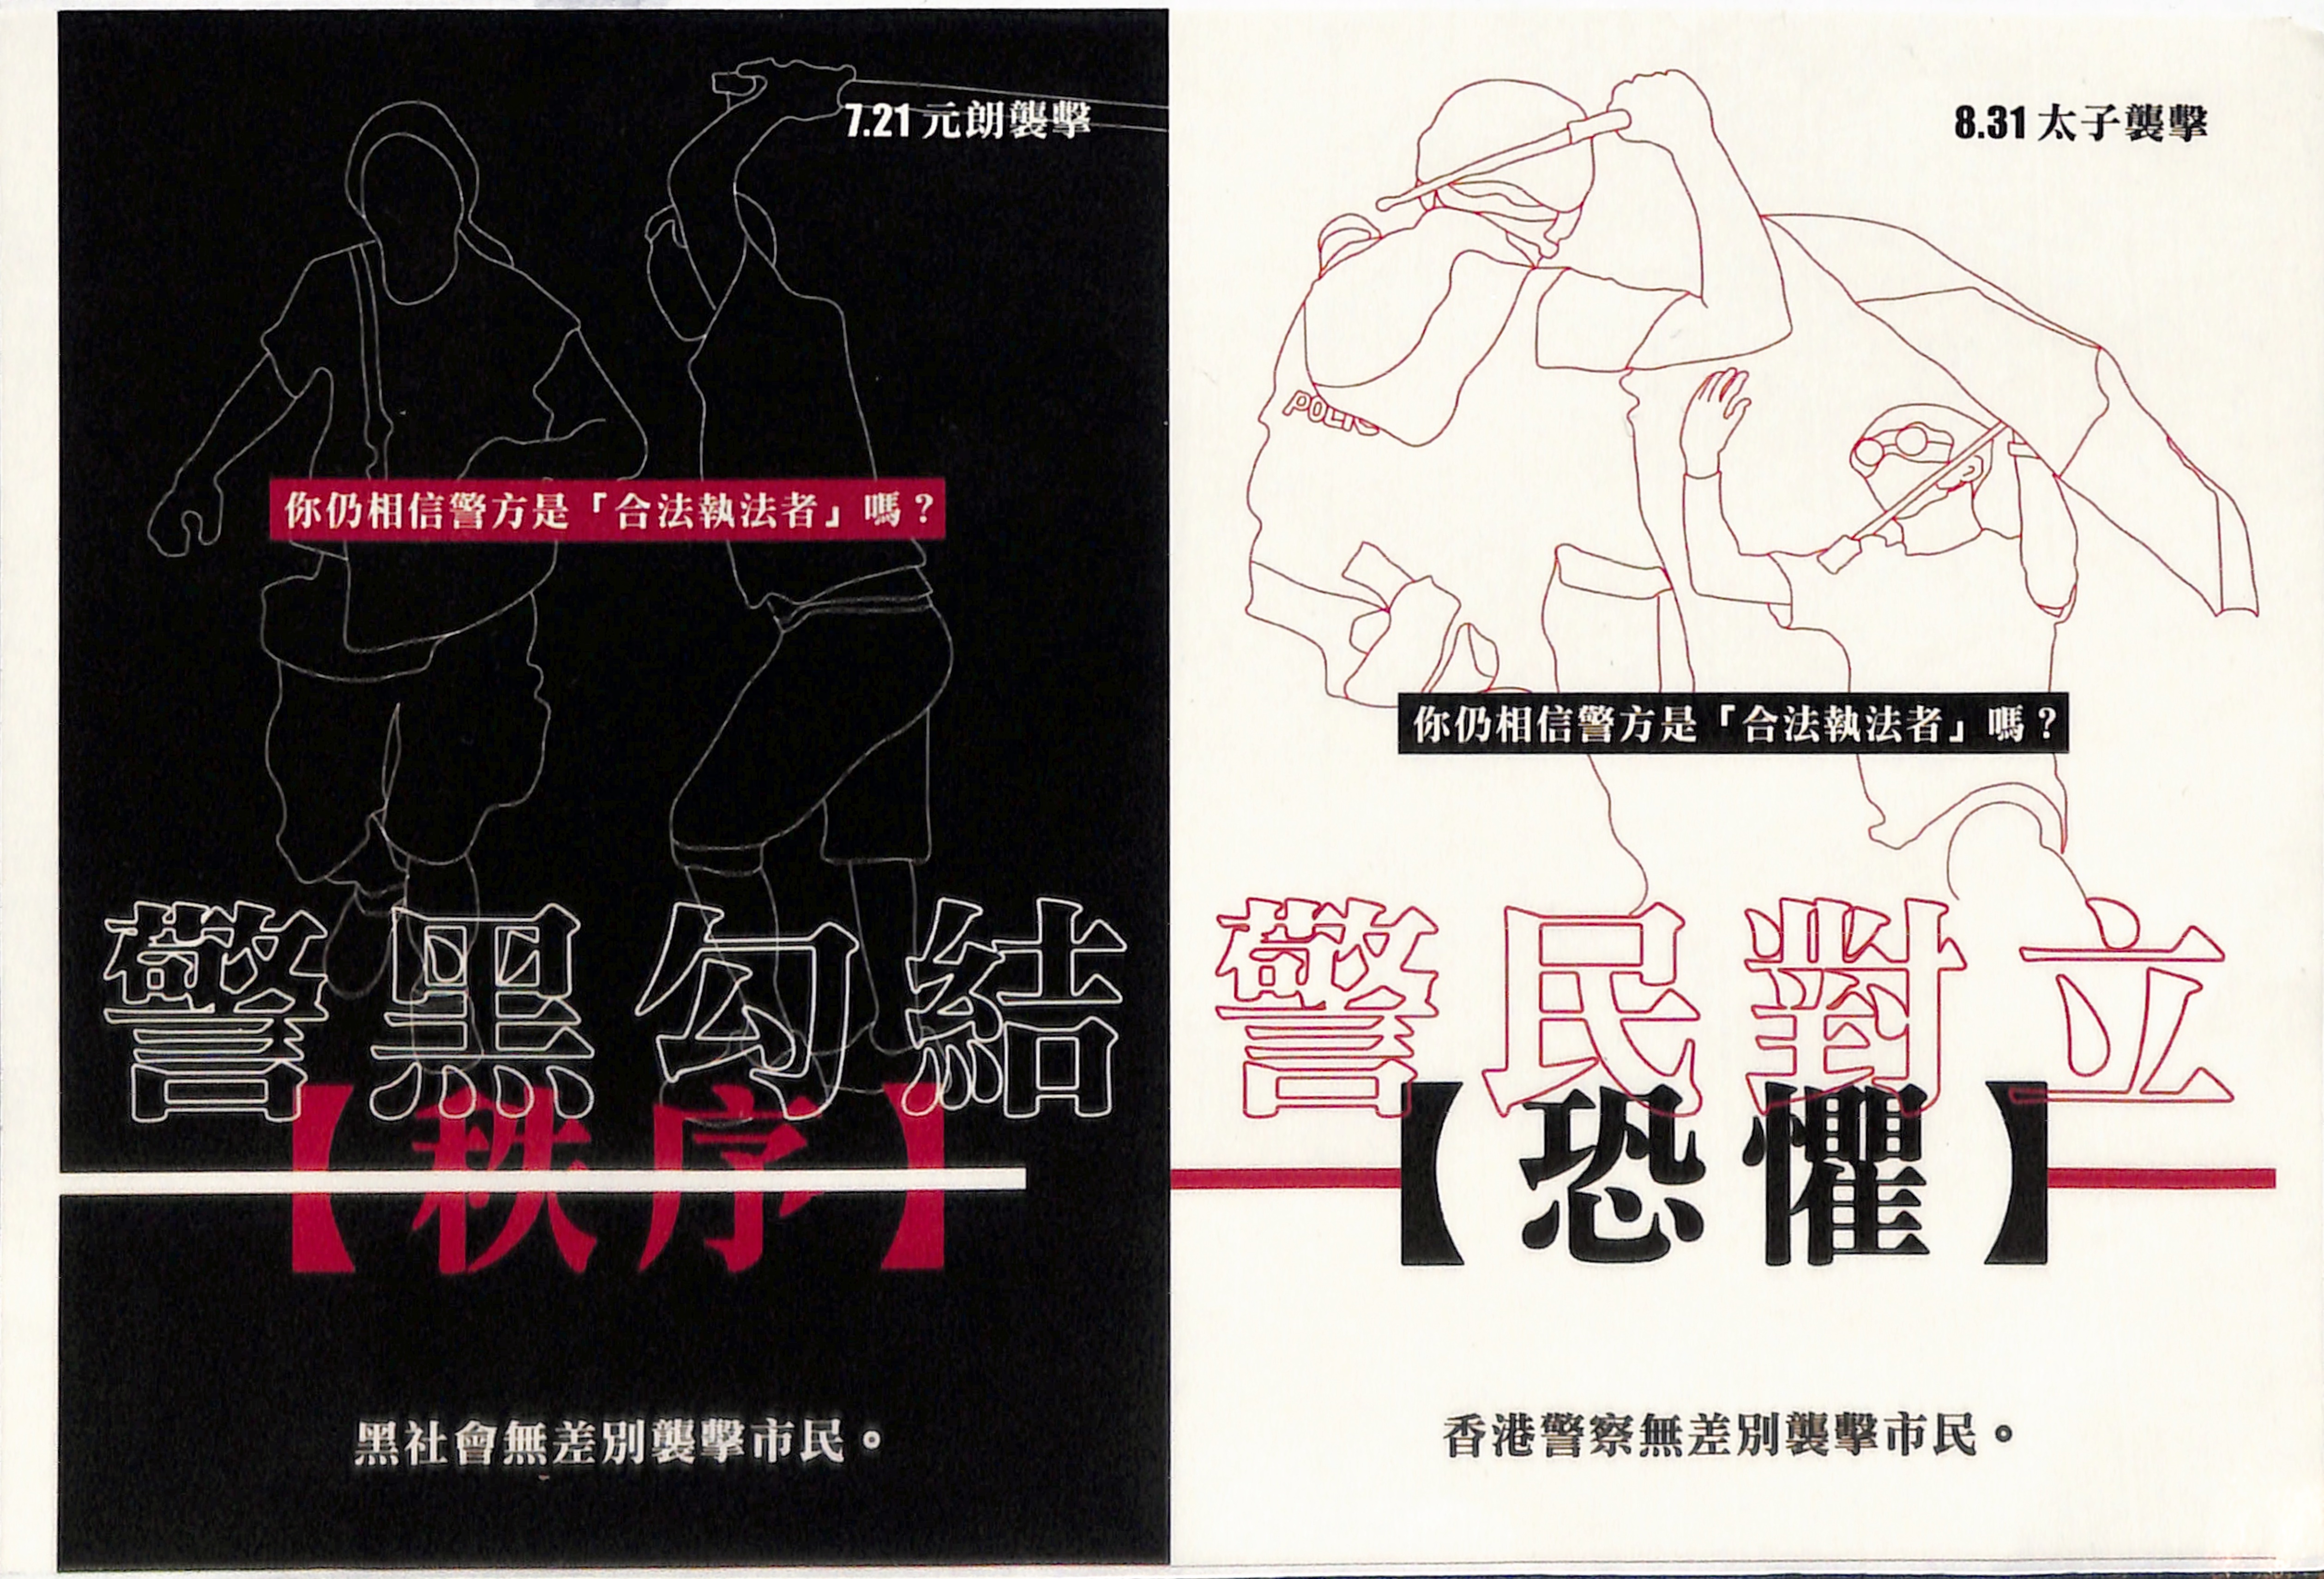 7.21 元朗襲擊
你仍相信警方是「合法執法者」嗎？
警黑勾結
【秩序】
黑社會無差別襲擊市民。
8.31 太子襲擊
POLIC
你仍相信警方是「合法執法者」嗎？
警民對立
【恐懼】
香港警察無差別襲擊市民。